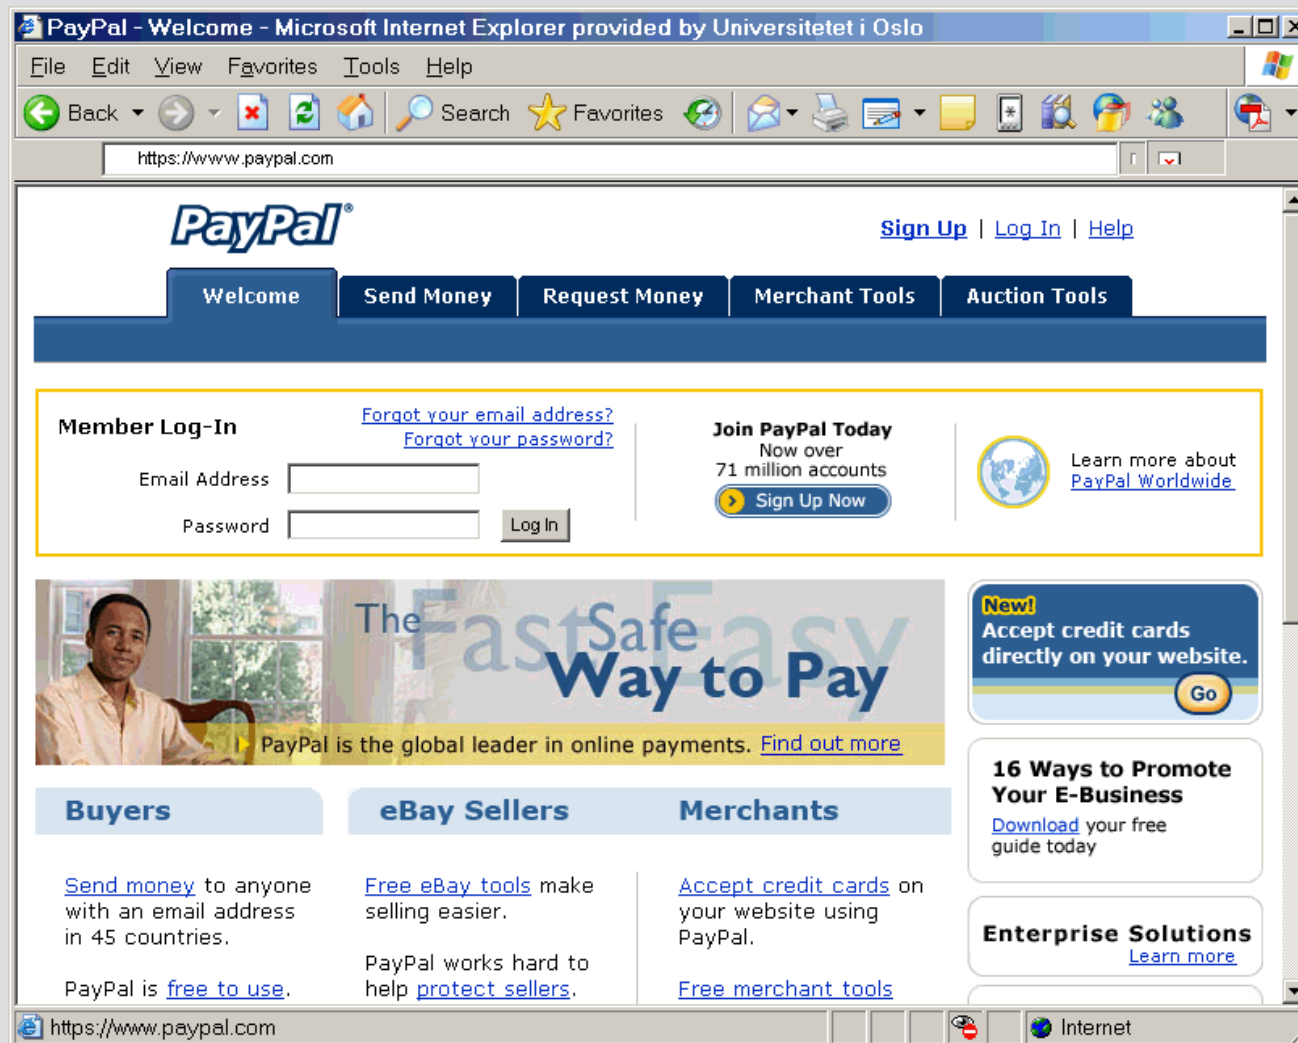 PayPal - Welcome - Microsoft Internet Explorer provided by Universitetet i Oslo
File Edit View Favorites Tools Help
Back Search Favorites
https://www.paypal.com
PayPal®
Sign Up | Log In | Help
Welcome Send Money Request Money Merchant Tools Auction Tools
Member Log-In
Forgot your email address?
Forgot your password?
Email Address
Password
Log In
Join PayPal Today
Now over
71 million accounts
Sign Up Now
Learn more about
PayPal Worldwide
The Fast Safe Easy
Way to Pay
PayPal is the global leader in online payments. Find out more
New!
Accept credit cards
directly on your website.
Go
16 Ways to Promote
Your E-Business
Download your free
guide today
Enterprise Solutions
Learn more
Buyers
Send money to anyone
with an email address
in 45 countries.
PayPal is free to use.
eBay Sellers
Free eBay tools make
selling easier.
PayPal works hard to
help protect sellers.
Merchants
Accept credit cards on
your website using
PayPal.
Free merchant tools
https://www.paypal.com
Internet